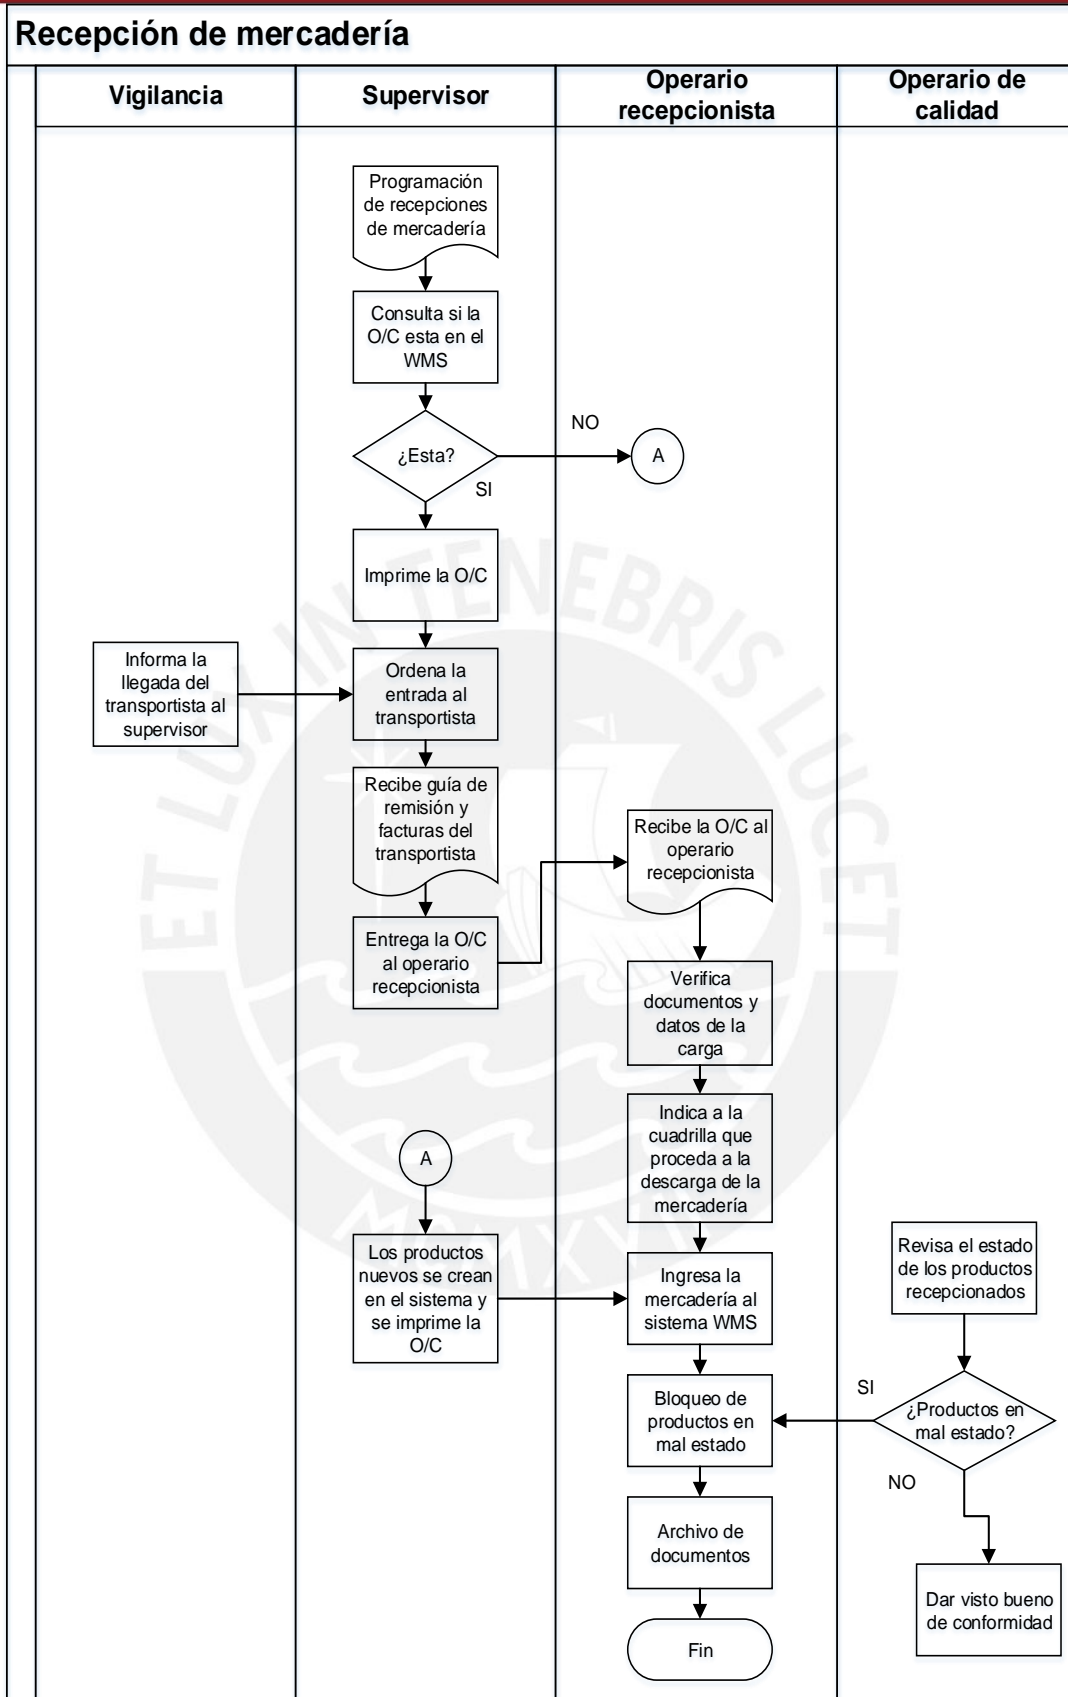 Recepción de mercadería
Vigilancia
Supervisor
Operario
recepcionista
Operario de
calidad
Programación
de recepciones
de mercadería
Consulta si la
O/C esta en el
WMS
¿Esta?
NO
A
SI
Imprime la O/C
Informa la
llegada del
transportista al
supervisor
Ordena la
entrada al
transportista
Recibe guía de
remisión y
facturas del
transportista
Entrega la O/C
al operario
recepcionista
Recibe la O/C al
operario
recepcionista
Verifica
documentos y
datos de la
carga
Indica a la
cuadrilla que
proceda a la
descarga de la
mercadería
A
Los productos
nuevos se crean
en el sistema y
se imprime la
O/C
Ingresa la
mercadería al
sistema WMS
Revisa el estado
de los productos
recepcionados
¿Productos en
mal estado?
SI
NO
Bloqueo de
productos en
mal estado
Archivo de
documentos
Dar visto bueno
de conformidad
Fin
ET LUX IN TENEBRIS LUCET
MCMXVII